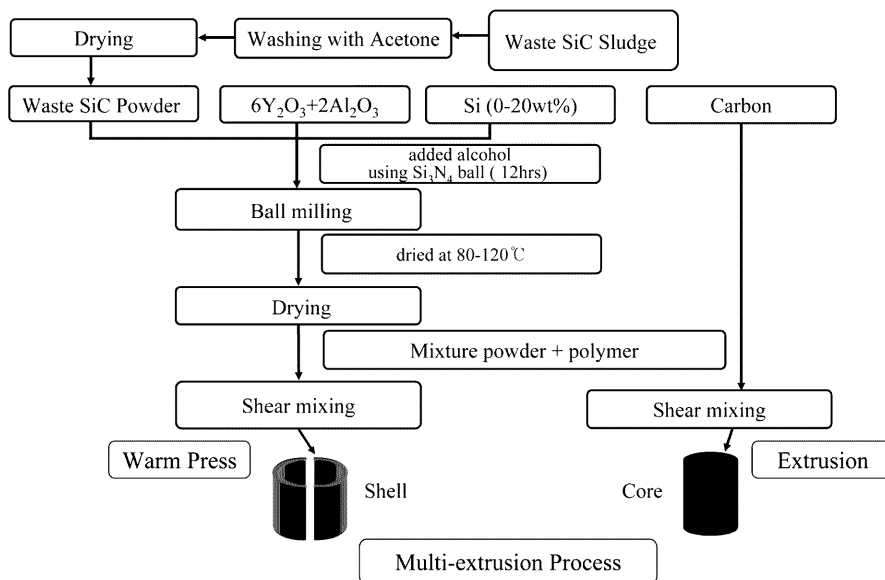 Drying
Washing with Acetone
Waste SiC Sludge
Waste SiC Powder
6Y₂O₃+2Al₂O₃
Si (0-20wt%)
Carbon
added alcohol
using Si₃N₄ ball ( 12hrs)
Ball milling
dried at 80-120℃
Drying
Mixture powder + polymer
Shear mixing
Shear mixing
Warm Press
Shell
Core
Extrusion
Multi-extrusion Process